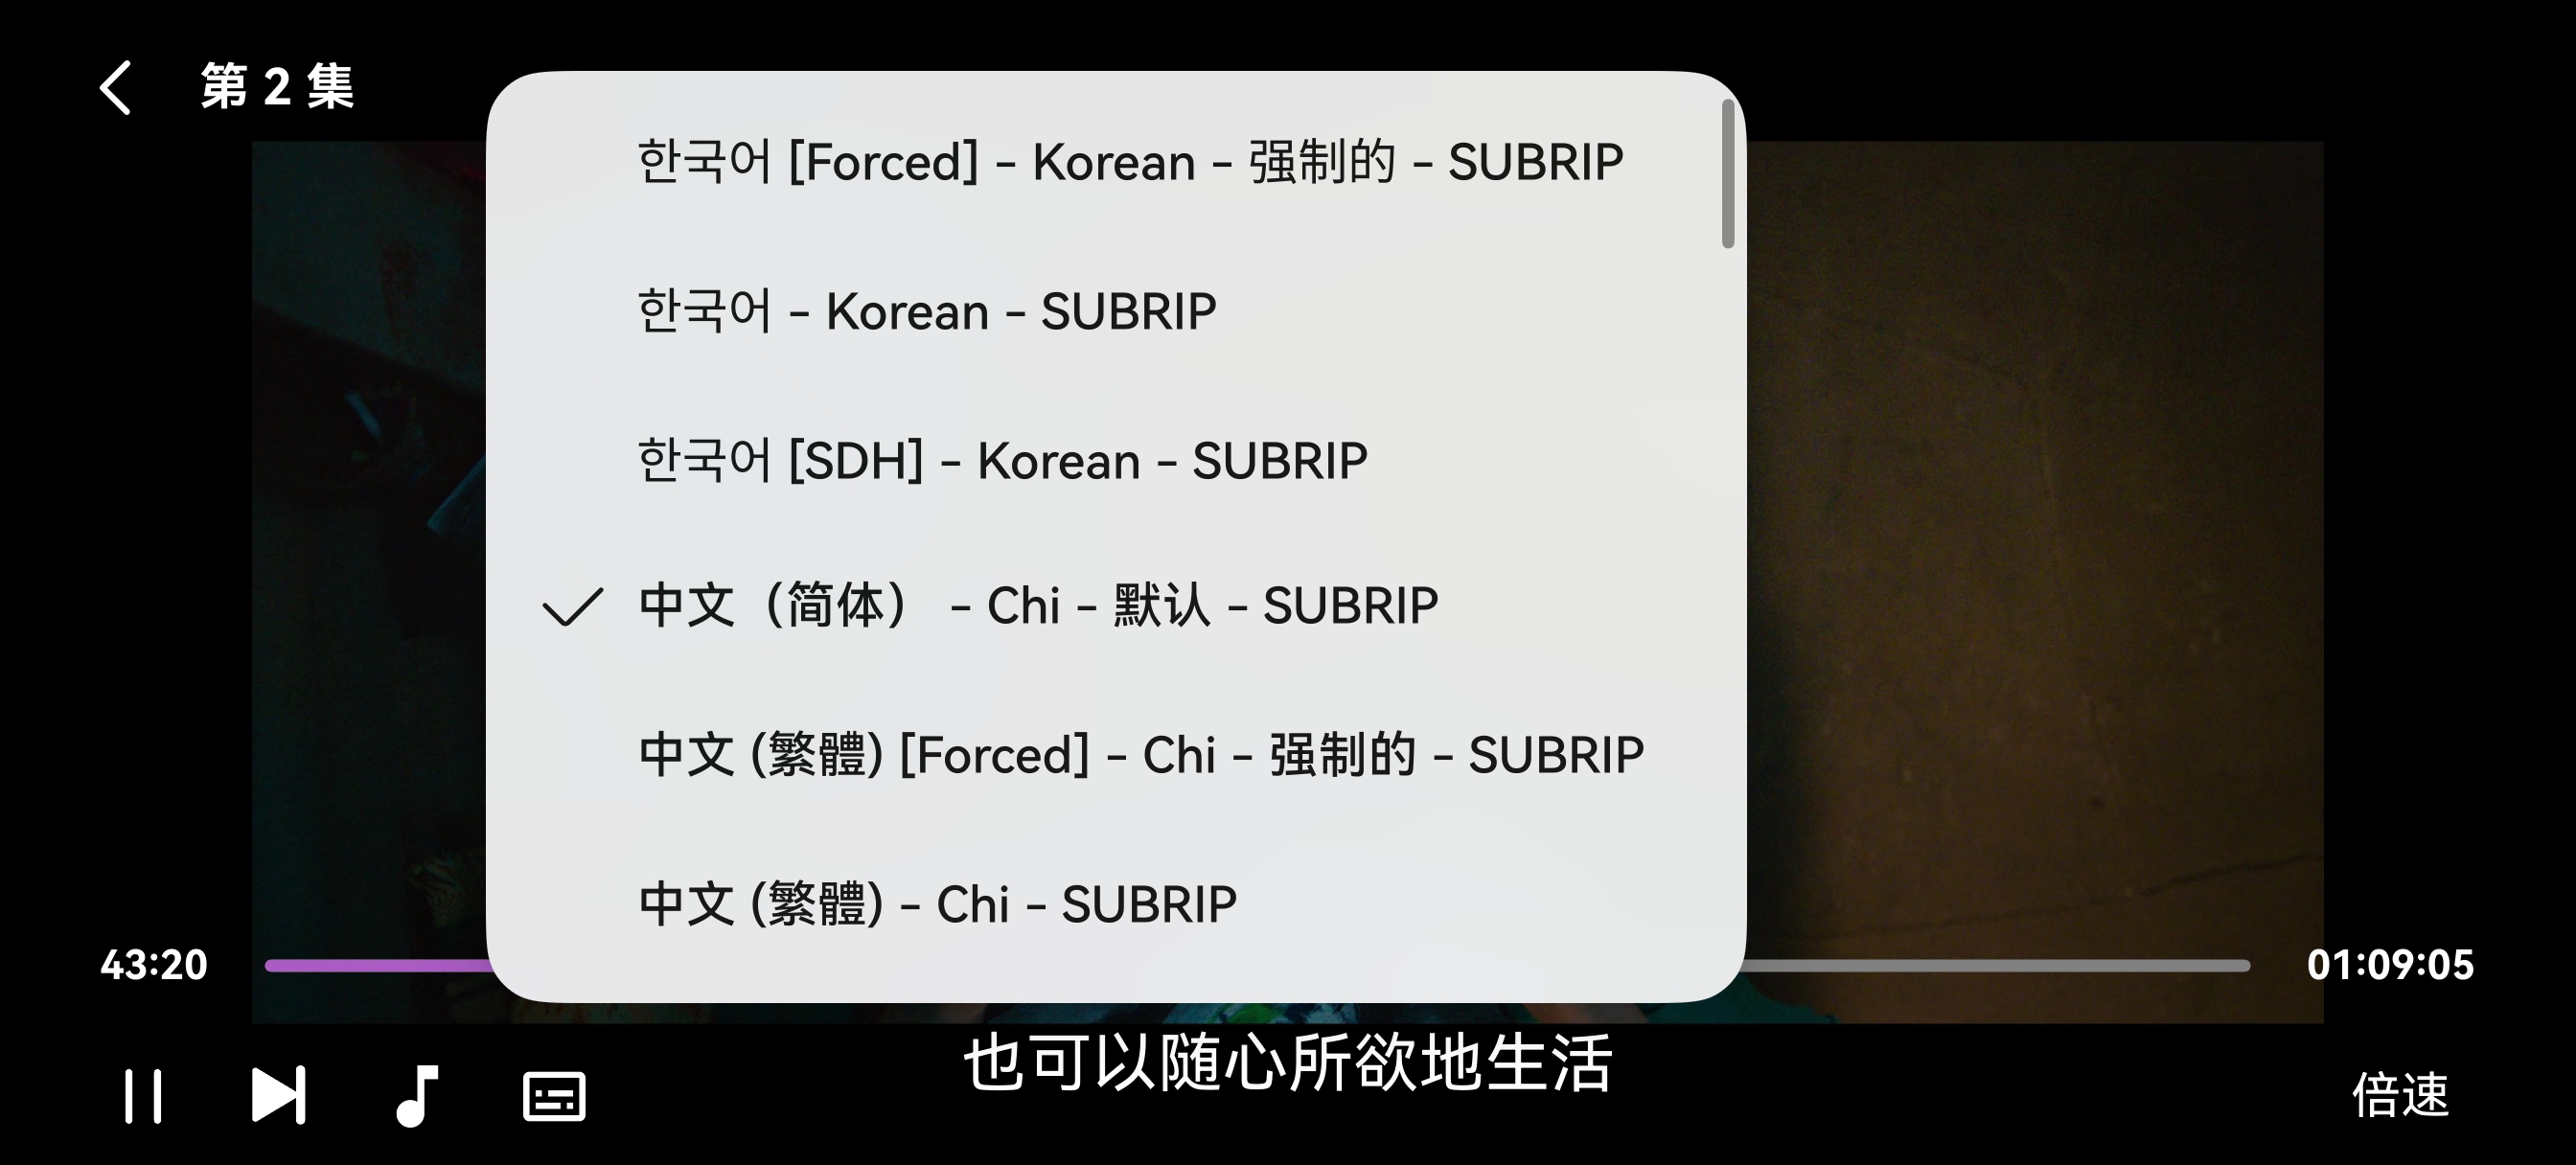 第 2 集
한국어 [Forced] - Korean - 强制的 - SUBRIP
한국어 - Korean - SUBRIP
한국어 [SDH] - Korean - SUBRIP
中文（简体） - Chi - 默认 - SUBRIP
中文 (繁體) [Forced] - Chi - 强制的 - SUBRIP
中文 (繁體) - Chi - SUBRIP
43:20
01:09:05
也可以随心所欲地生活
倍速